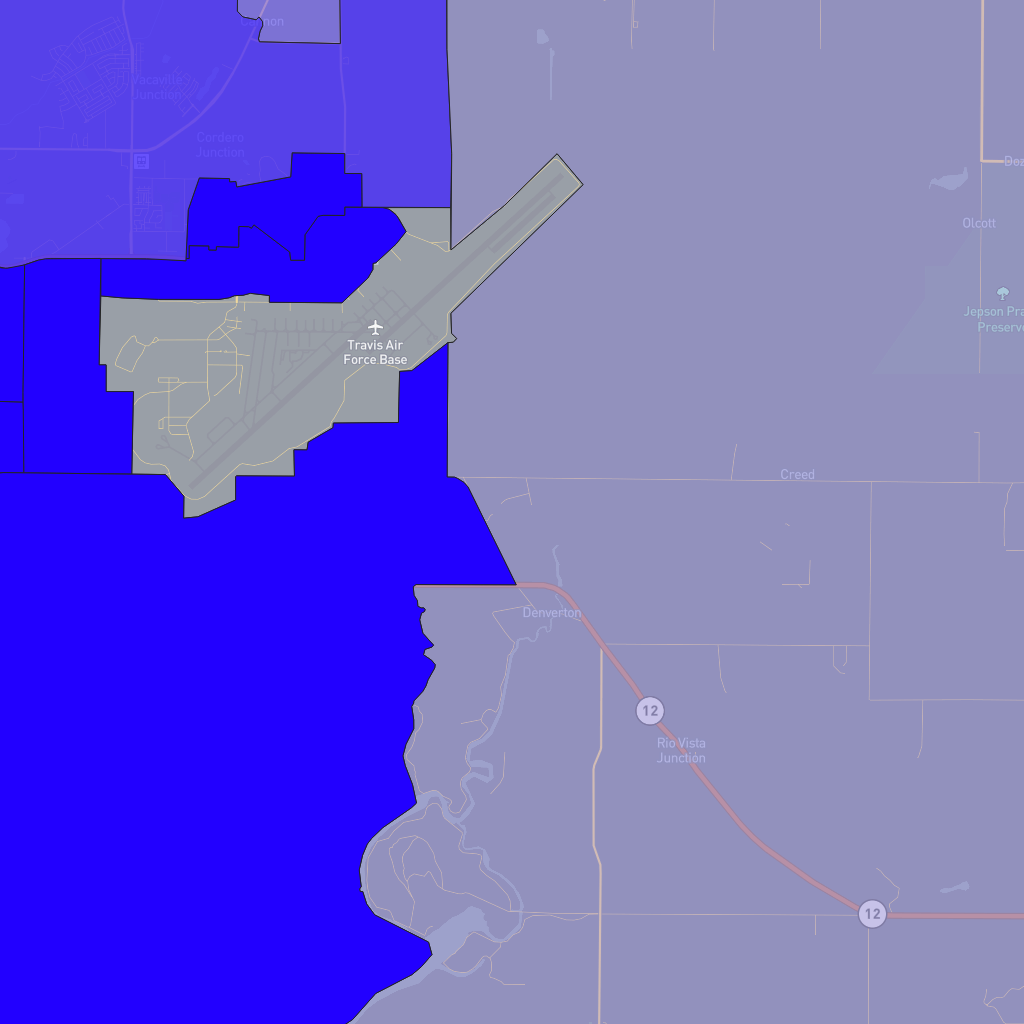 Cannon
Vacaville
Junction
Cordero
Junction
Dea
Olcott
Jepson Pra
Preserve
Travis Air
Force Base
Creed
Denverton
12
Rio Vista
Junction
12